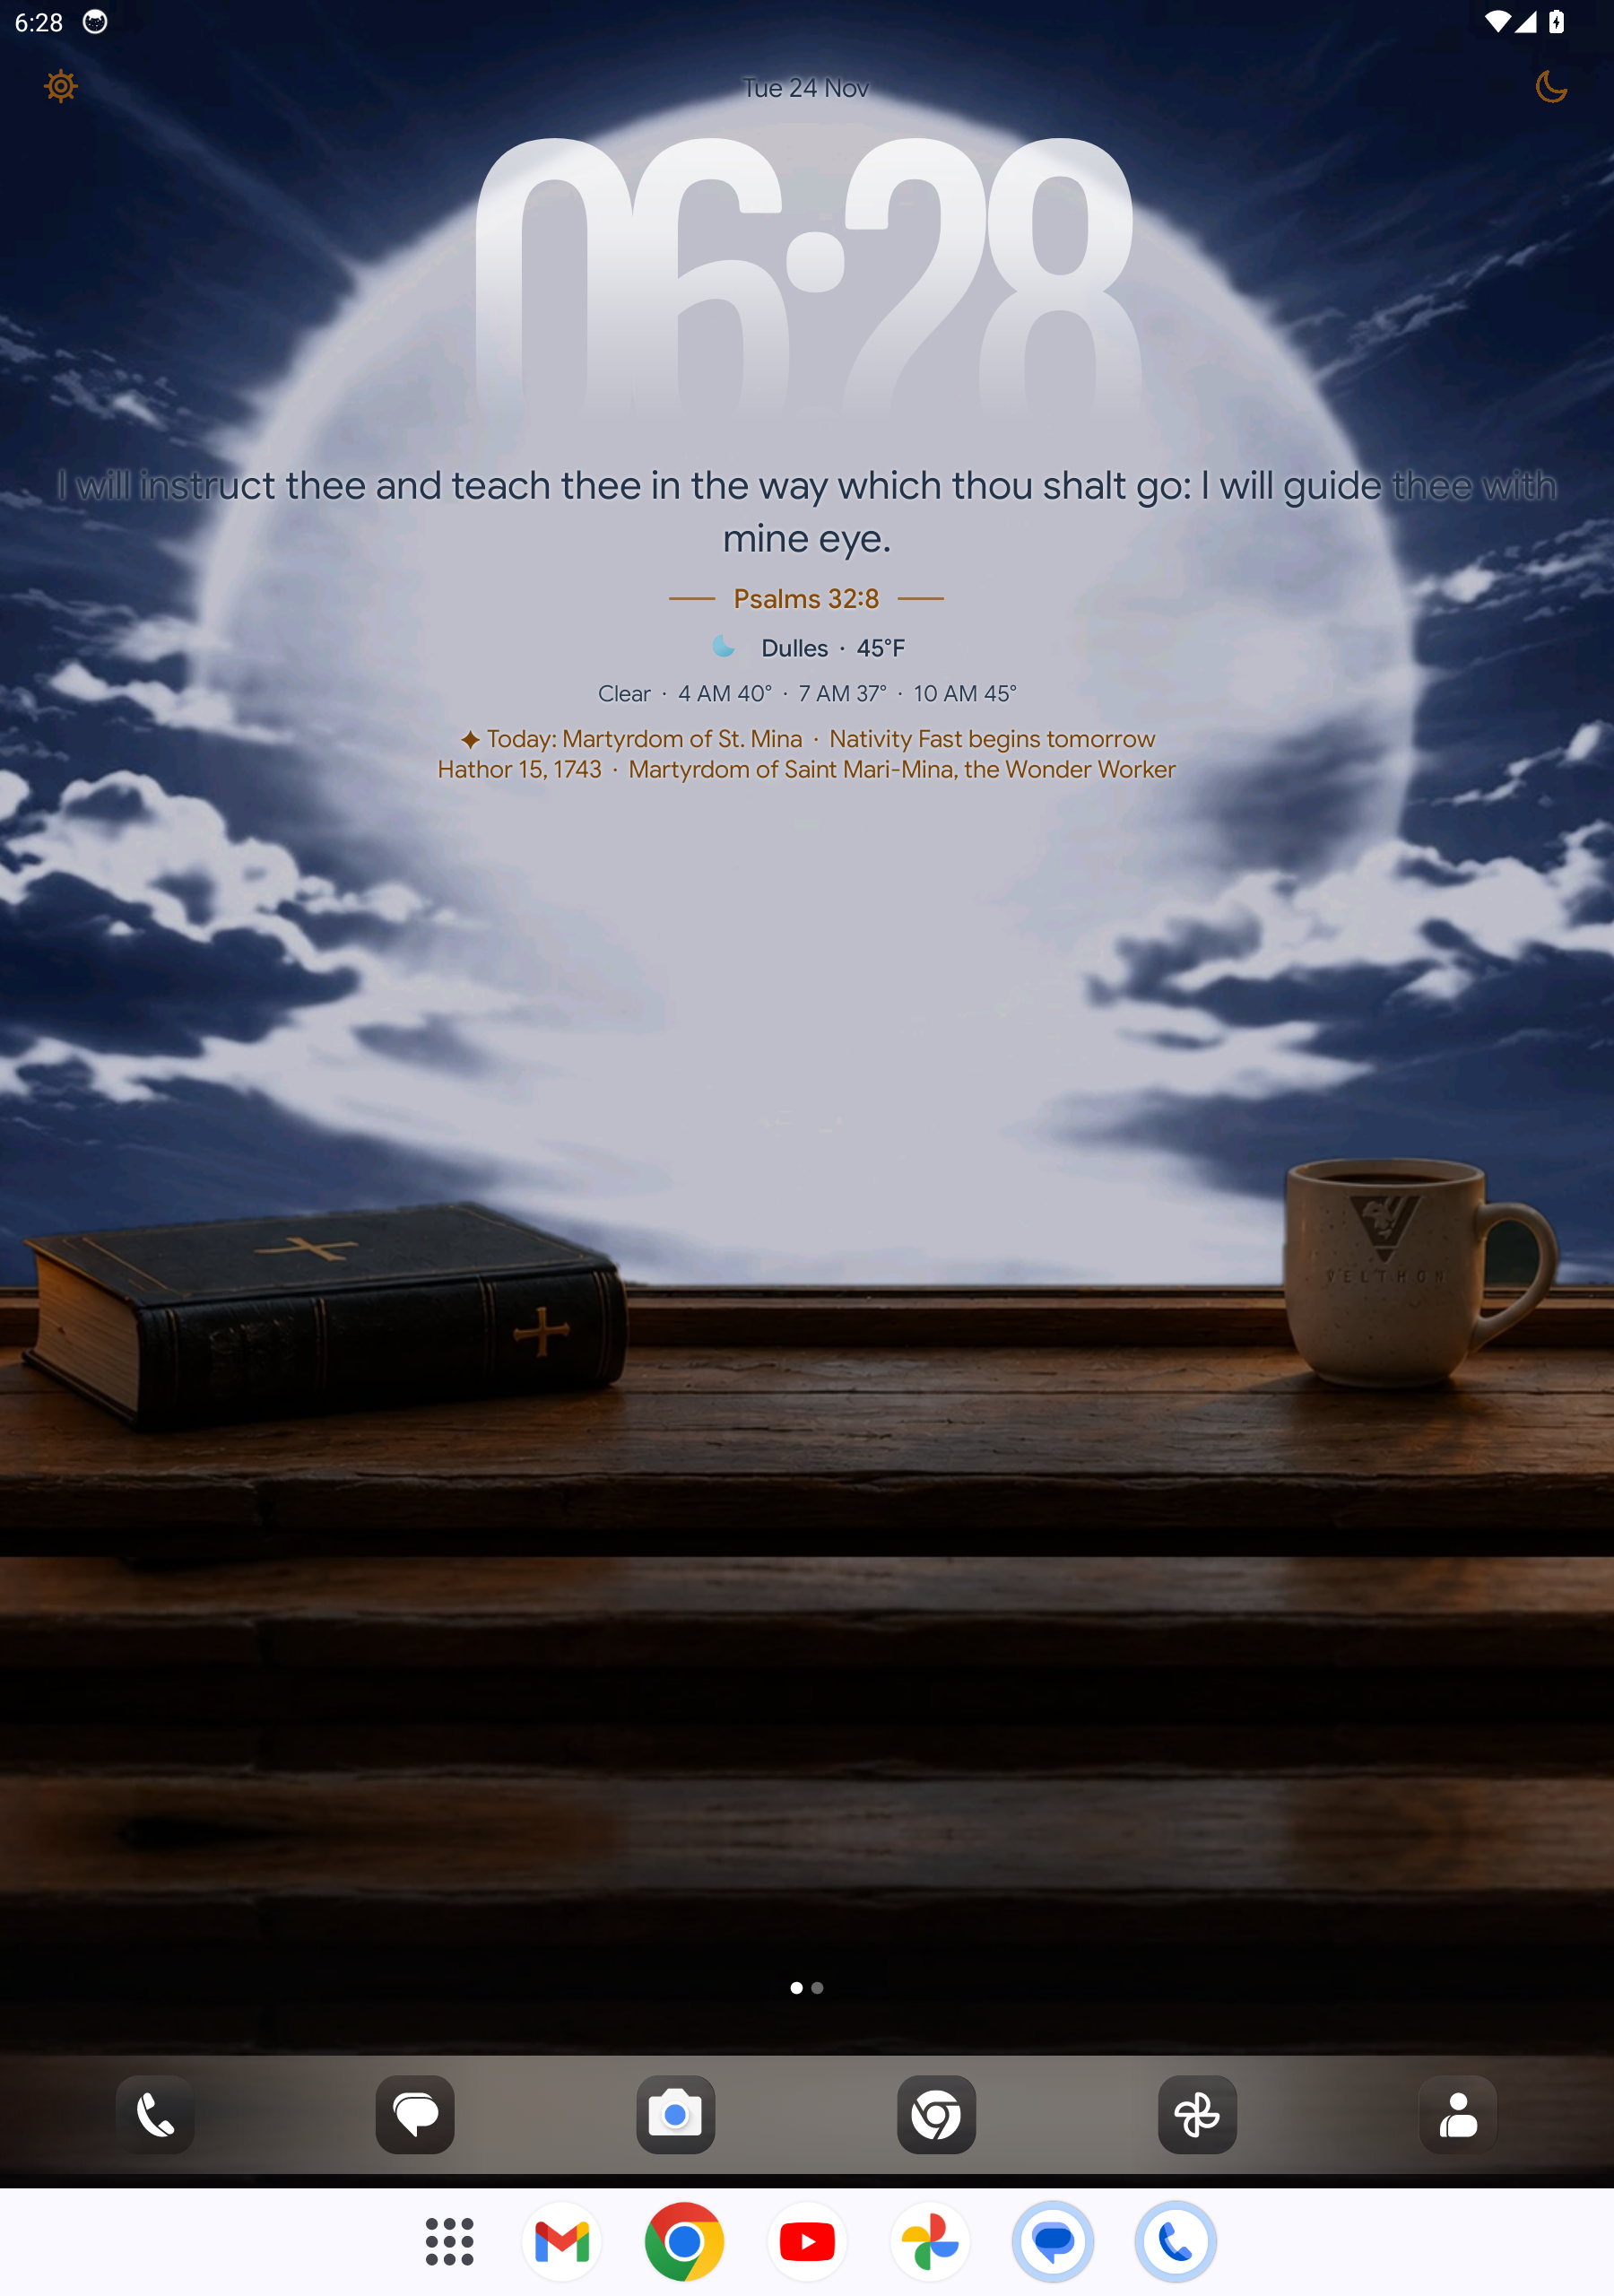 6:28
Tue 24 Nov
06:28
I will instruct thee and teach thee in the way which thou shalt go: I will guide thee with
mine eye.
Psalms 32:8
Dulles · 45°F
Clear · 4 AM 40° · 7 AM 37° · 10 AM 45°
✦ Today: Martyrdom of St. Mina · Nativity Fast begins tomorrow
Hathor 15, 1743 · Martyrdom of Saint Mari-Mina, the Wonder Worker
VELTHON